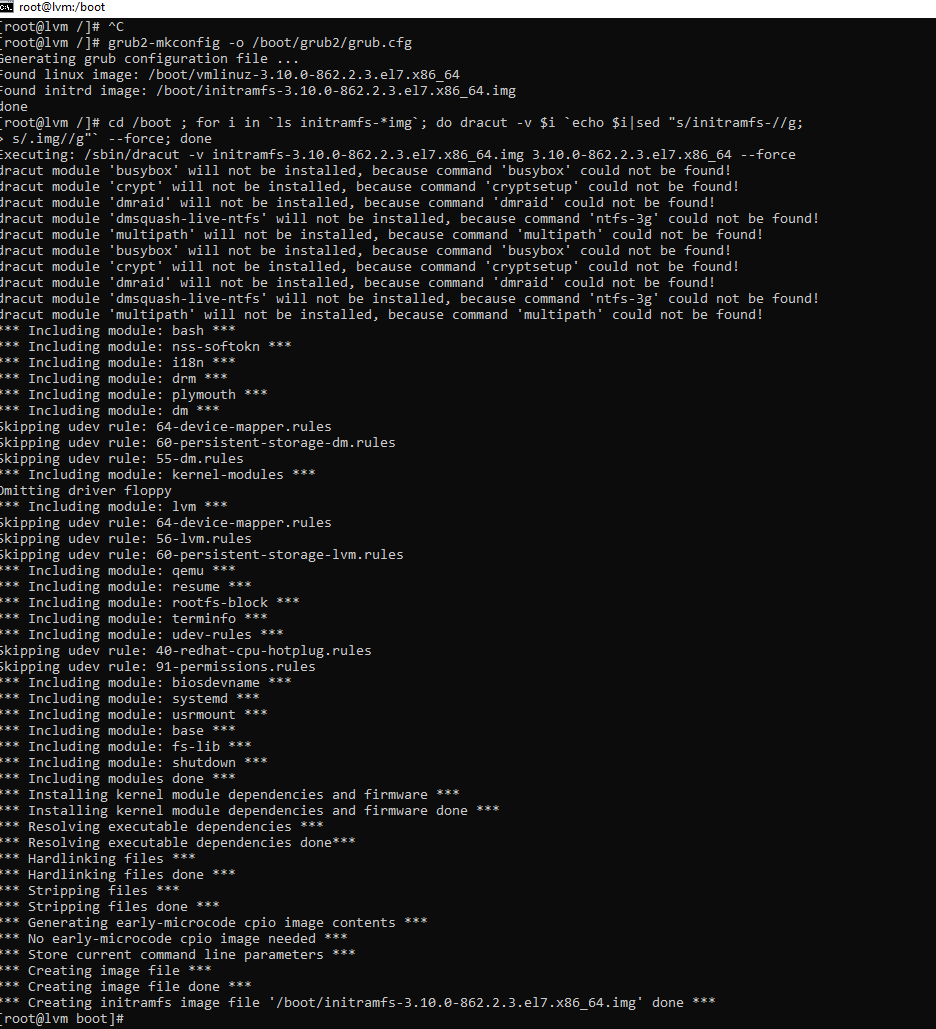 root@lvm:/boot
[root@lvm /]# ^C
[root@lvm /]# grub2-mkconfig -o /boot/grub2/grub.cfg
Generating grub configuration file ...
Found linux image: /boot/vmlinuz-3.10.0-862.2.3.el7.x86_64
Found initrd image: /boot/initramfs-3.10.0-862.2.3.el7.x86_64.img
done
[root@lvm /]# cd /boot ; for i in `ls initramfs-*img`; do dracut -v $i `echo $i|sed "s/initramfs-//g;
> s/.img//g"` --force; done
Executing: /sbin/dracut -v initramfs-3.10.0-862.2.3.el7.x86_64.img 3.10.0-862.2.3.el7.x86_64 --force
dracut module 'busybox' will not be installed, because command 'busybox' could not be found!
dracut module 'crypt' will not be installed, because command 'cryptsetup' could not be found!
dracut module 'dmraid' will not be installed, because command 'dmraid' could not be found!
dracut module 'dmsquash-live-ntfs' will not be installed, because command 'ntfs-3g' could not be found!
dracut module 'multipath' will not be installed, because command 'multipath' could not be found!
dracut module 'busybox' will not be installed, because command 'busybox' could not be found!
dracut module 'crypt' will not be installed, because command 'cryptsetup' could not be found!
dracut module 'dmraid' will not be installed, because command 'dmraid' could not be found!
dracut module 'dmsquash-live-ntfs' will not be installed, because command 'ntfs-3g' could not be found!
dracut module 'multipath' will not be installed, because command 'multipath' could not be found!
*** Including module: bash ***
*** Including module: nss-softokn ***
*** Including module: i18n ***
*** Including module: drm ***
*** Including module: plymouth ***
*** Including module: dm ***
Skipping udev rule: 64-device-mapper.rules
Skipping udev rule: 60-persistent-storage-dm.rules
Skipping udev rule: 55-dm.rules
*** Including module: kernel-modules ***
Omitting driver floppy
*** Including module: lvm ***
Skipping udev rule: 64-device-mapper.rules
Skipping udev rule: 56-lvm.rules
Skipping udev rule: 60-persistent-storage-lvm.rules
*** Including module: qemu ***
*** Including module: resume ***
*** Including module: rootfs-block ***
*** Including module: terminfo ***
*** Including module: udev-rules ***
Skipping udev rule: 40-redhat-cpu-hotplug.rules
Skipping udev rule: 91-permissions.rules
*** Including module: biosdevname ***
*** Including module: systemd ***
*** Including module: usrmount ***
*** Including module: base ***
*** Including module: fs-lib ***
*** Including module: shutdown ***
*** Including modules done ***
*** Installing kernel module dependencies and firmware ***
*** Installing kernel module dependencies and firmware done ***
*** Resolving executable dependencies ***
*** Resolving executable dependencies done***
*** Hardlinking files ***
*** Hardlinking files done ***
*** Stripping files ***
*** Stripping files done ***
*** Generating early-microcode cpio image contents ***
*** No early-microcode cpio image needed ***
*** Store current command line parameters ***
*** Creating image file ***
*** Creating image file done ***
*** Creating initramfs image file '/boot/initramfs-3.10.0-862.2.3.el7.x86_64.img' done ***
[root@lvm boot]#